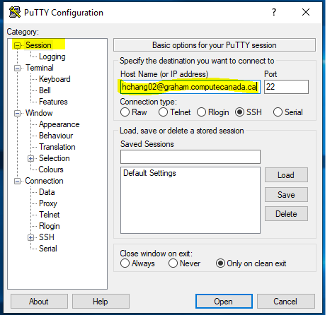 PuTTY Configuration
Category:
Session
Logging
Terminal
Keyboard
Bell
Features
Window
Appearance
Behaviour
Translation
Selection
Colours
Connection
Data
Proxy
Telnet
Rlogin
SSH
Serial
Basic options for your PuTTY session
Specify the destination you want to connect to
Host Name (or IP address) Port
hchang02@graham.computecanada.ca 22
Connection type:
Raw Telnet Rlogin SSH Serial
Load, save or delete a stored session
Saved Sessions
Default Settings
Load
Save
Delete
Close window on exit:
Always Never Only on clean exit
About Help Open Cancel